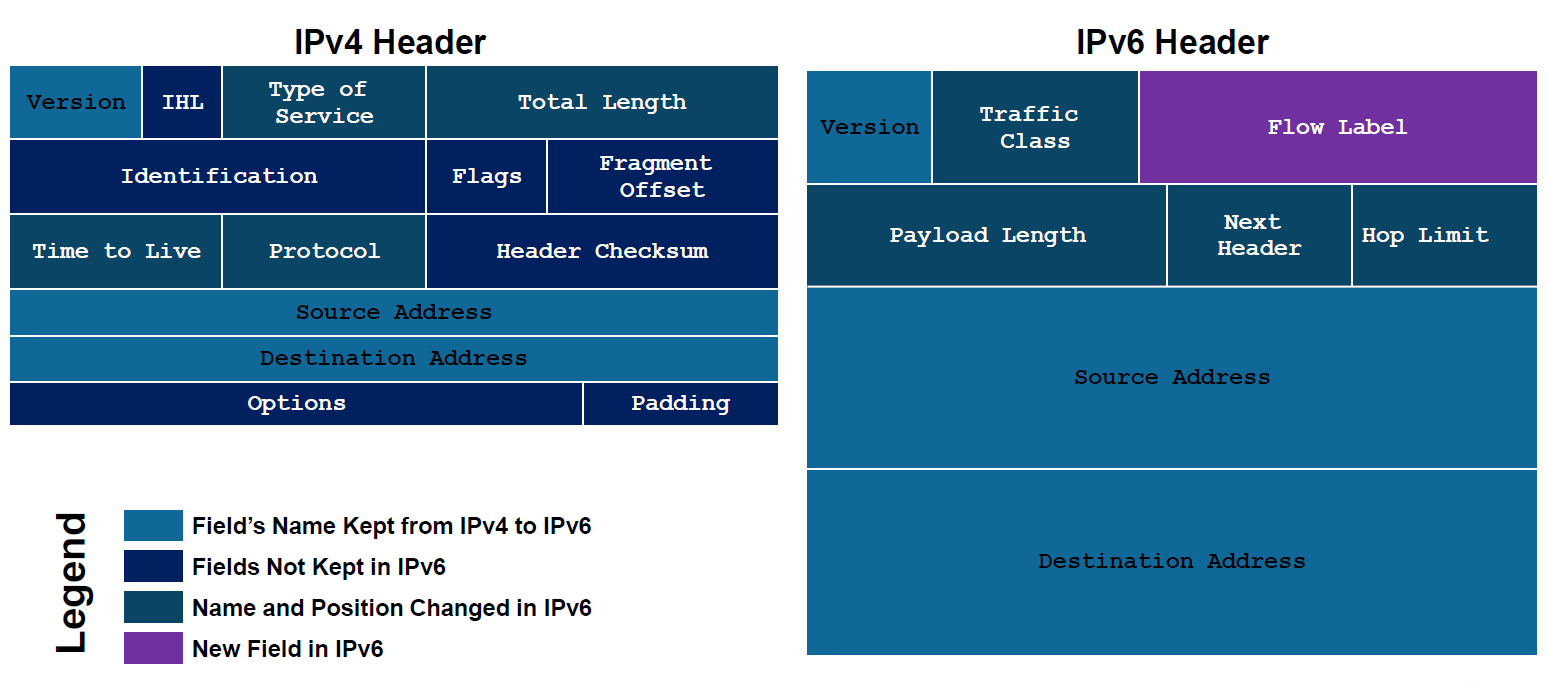 IPv4 Header
Version
IHL
Type of
Service
Total Length
Identification
Flags
Fragment
Offset
Time to Live
Protocol
Header Checksum
Source Address
Destination Address
Options
Padding
IPv6 Header
Version
Traffic
Class
Flow Label
Payload Length
Next
Header
Hop Limit
Source Address
Destination Address
Legend
Field’s Name Kept from IPv4 to IPv6
Fields Not Kept in IPv6
Name and Position Changed in IPv6
New Field in IPv6